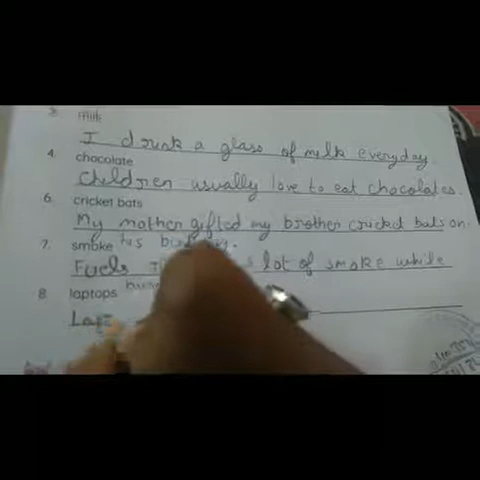 3. milk
I drink a glass of milk everyday.
4. chocolate
Children usually love to eat chocolates.
6. cricket bats
My mother gifted my brother cricket bats on
7. smoke his
Fuels lot of smoke while
8. laptops